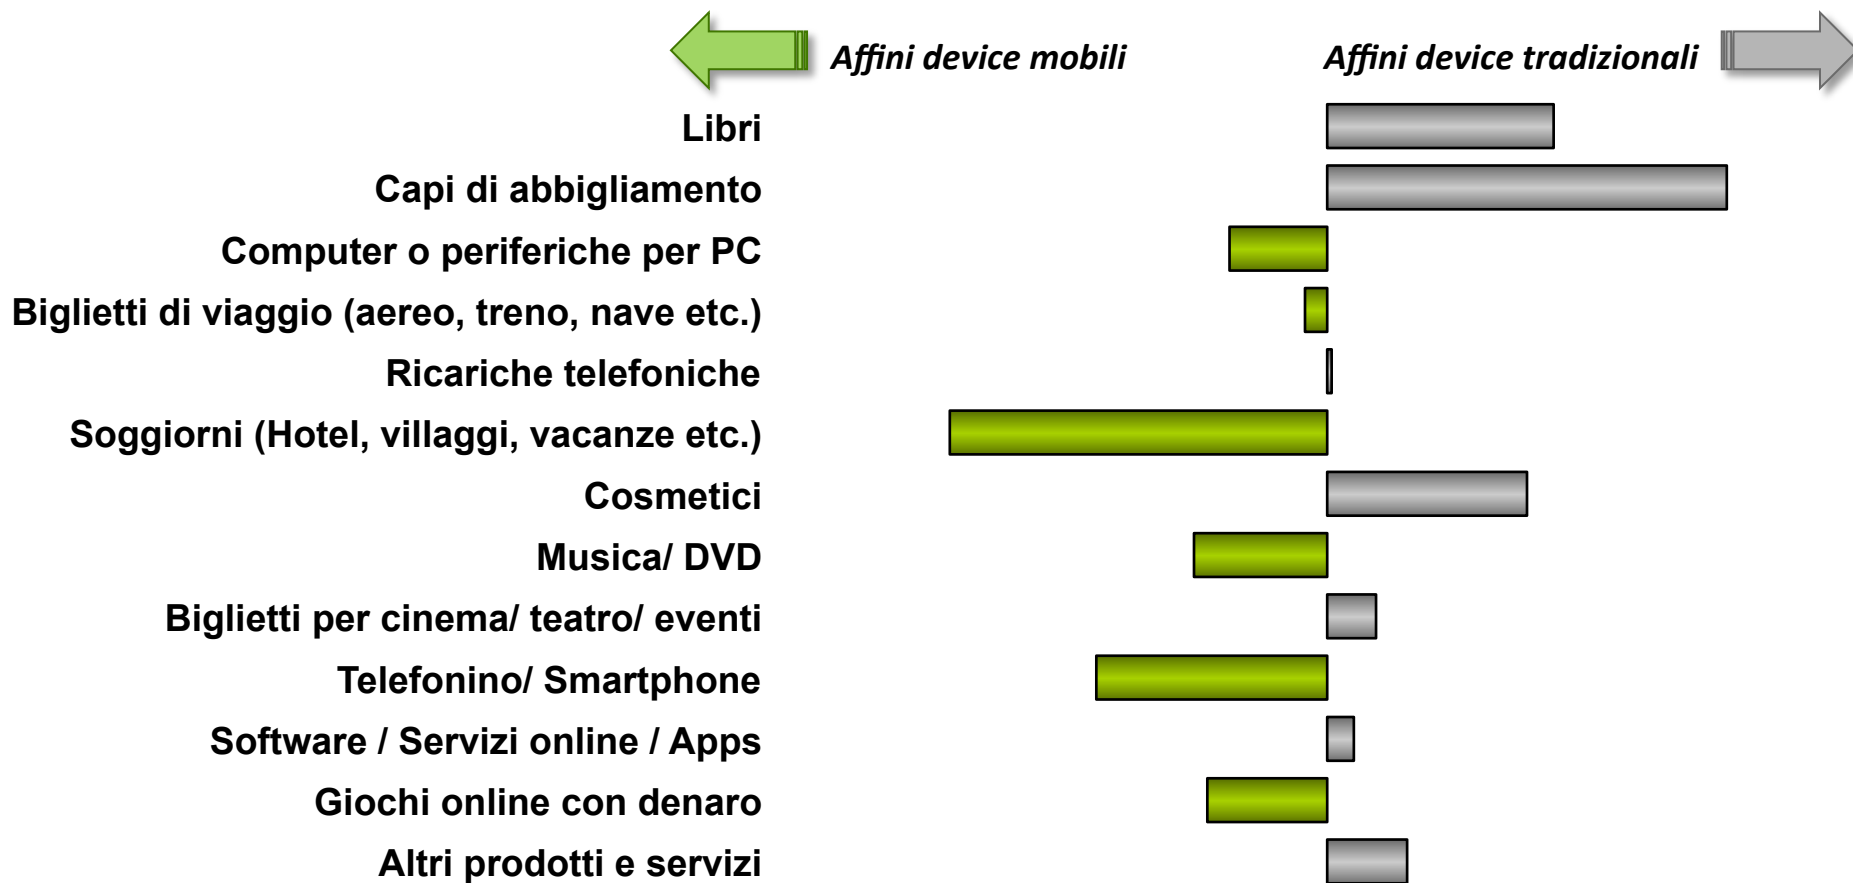 Affini device mobili
Affini device tradizionali
Libri
Capi di abbigliamento
Computer o periferiche per PC
Biglietti di viaggio (aereo, treno, nave etc.)
Ricariche telefoniche
Soggiorni (Hotel, villaggi, vacanze etc.)
Cosmetici
Musica/ DVD
Biglietti per cinema/ teatro/ eventi
Telefonino/ Smartphone
Software / Servizi online / Apps
Giochi online con denaro
Altri prodotti e servizi